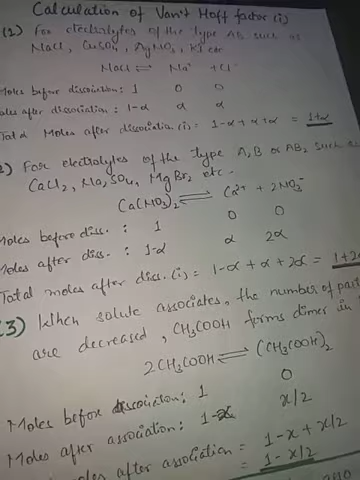 Calculation of Van't Hoff factor (i)
(1) For electrolytes of the type AB such as
NaCl, CuSO4, AgNO3, KI etc
NaCl ⇌ Na+ + Cl-
Moles before dissociation: 1 0 0
Moles after dissociation: 1-α α α
Total Moles after dissociation (i) = 1-α+α+α = 1+α
For electrolytes of the type A2B or AB2 such as
CaCl2, Na2SO4, MgBr2 etc.
Ca(NO3)2 ⇌ Ca2+ + 2NO3-
Moles before diss. : 1 0 0
Moles after diss. : 1-α α 2α
Total moles after diss. (i) = 1-α + α + 2α = 1+2α
(3) When solute associates, the number of
are decreased, CH3COOH forms dimer in
2CH3COOH ⇌ (CH3COOH)2
Moles before association: 1 0
Moles after association: 1-x x/2
moles after association = 1-x + x/2
= 1-x/2